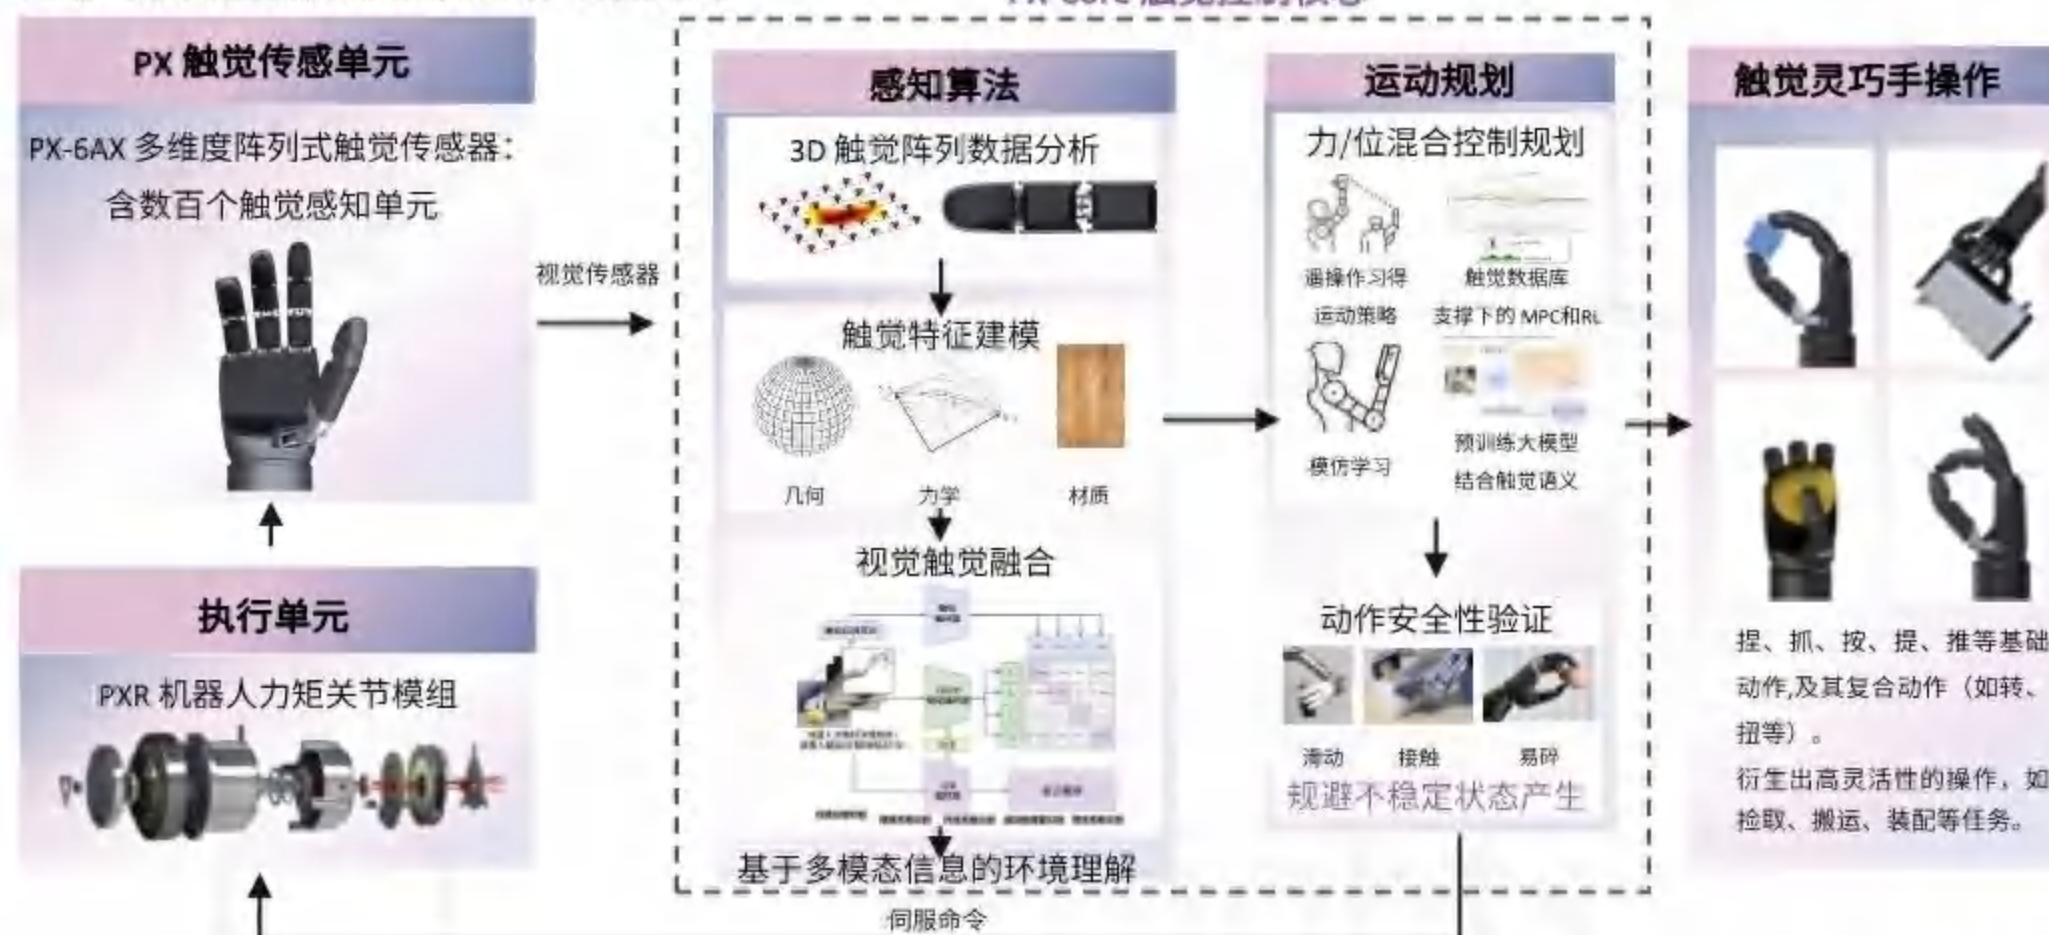 PX 触觉传感单元
PX-6AX 多维度阵列式触觉传感器：
含数百个触觉感知单元
执行单元
PXR 机器人力矩关节模组
视觉传感器
感知算法
3D 触觉阵列数据分析
触觉特征建模
几何
力学
材质
视觉触觉融合
基于多模态信息的环境理解
运动规划
力/位混合控制规划
遥操作习得
运动策略
触觉数据库
支撑下的 MPC和RL
模仿学习
预训练大模型
结合触觉语义
动作安全性验证
滑动
接触
易碎
规避不稳定状态产生
伺服命令
触觉灵巧手操作
捏、抓、按、提、推等基础
动作,及其复合动作（如转、
扭等）。
衍生出高灵活性的操作，如
捡取、搬运、装配等任务。